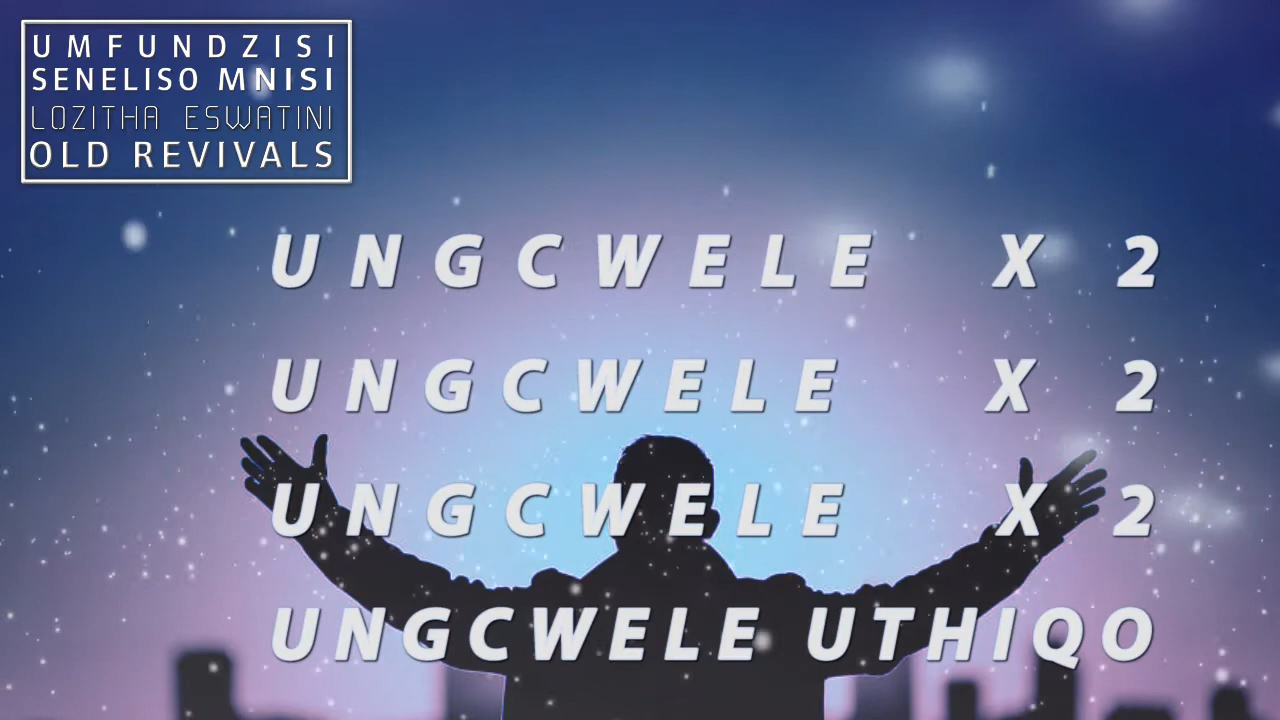 UMFUNDZISI
SENELISO MNISI
LOZITHA ESWATINI
OLD REVIVALS
UNGCWELE X 2
UNGCWELE X 2
UNGCWELE X 2
UNGCWELE UTHIQO